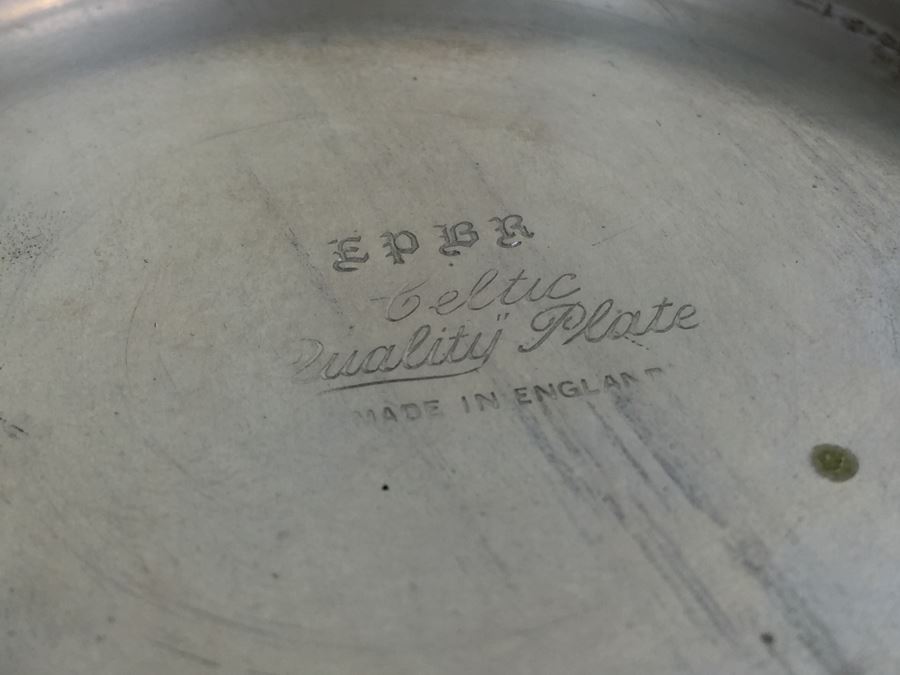 EPBR
Celtic
Quality" Plate
MADE IN ENGLAND